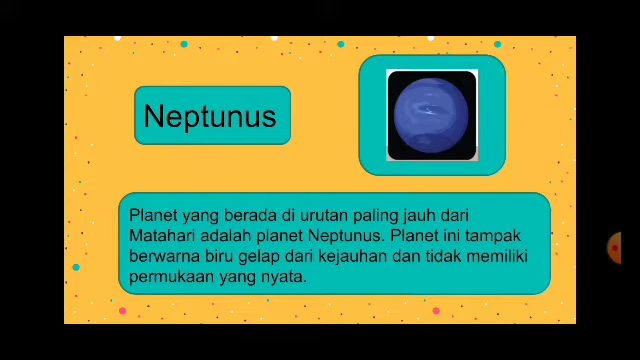 Neptunus
Planet yang berada di urutan paling jauh dari
Matahari adalah planet Neptunus. Planet ini tampak
berwarna biru gelap dari kejauhan dan tidak memiliki
permukaan yang nyata.